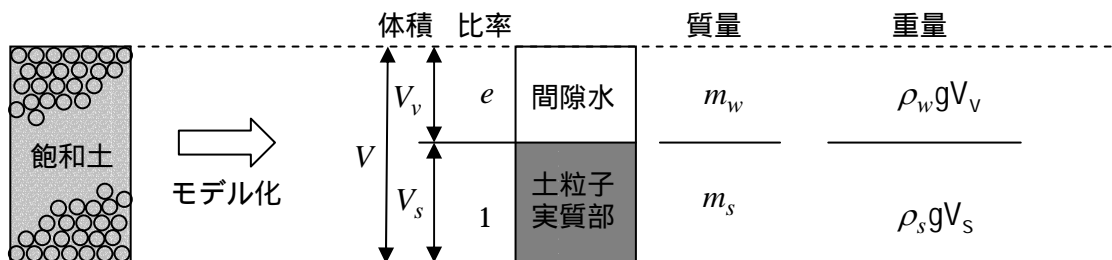 体積 比率 質量 重量
V_v e 間隙水 m_w ρ_wgV_v
飽和土
モデル化
V
V_s 1 土粒子
実質部 m_s ρ_sgV_s